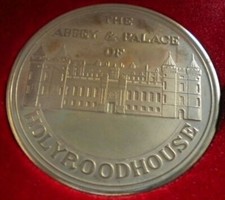 THE
ABBEY & PALACE
OF
HOLYROODHOUSE